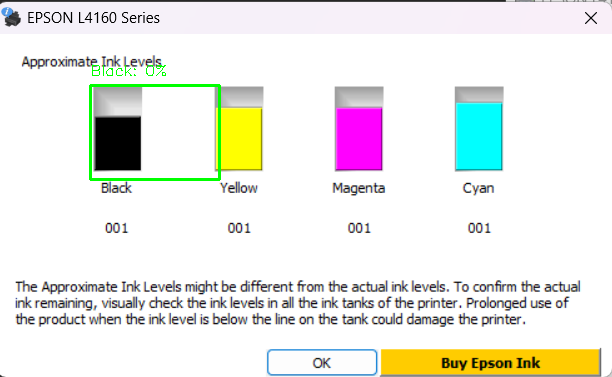 EPSON L4160 Series
Approximate Ink Levels
Black: 0%
Black Yellow Magenta Cyan
001 001 001 001
The Approximate Ink Levels might be different from the actual ink levels. To confirm the actual
ink remaining, visually check the ink levels in all the ink tanks of the printer. Prolonged use of
the product when the ink level is below the line on the tank could damage the printer.
OK Buy Epson Ink